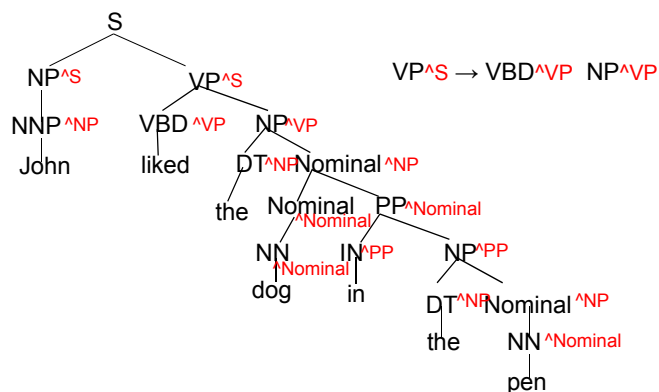 S
NP^S VP^S VP^S → VBD^VP NP^VP
NNP ^NP VBD ^VP NP^VP
John liked DT^NP Nominal ^NP
the Nominal ^Nominal PP^Nominal
NN ^Nominal IN^PP NP^PP
dog in DT^NP Nominal ^NP
the NN ^Nominal
pen